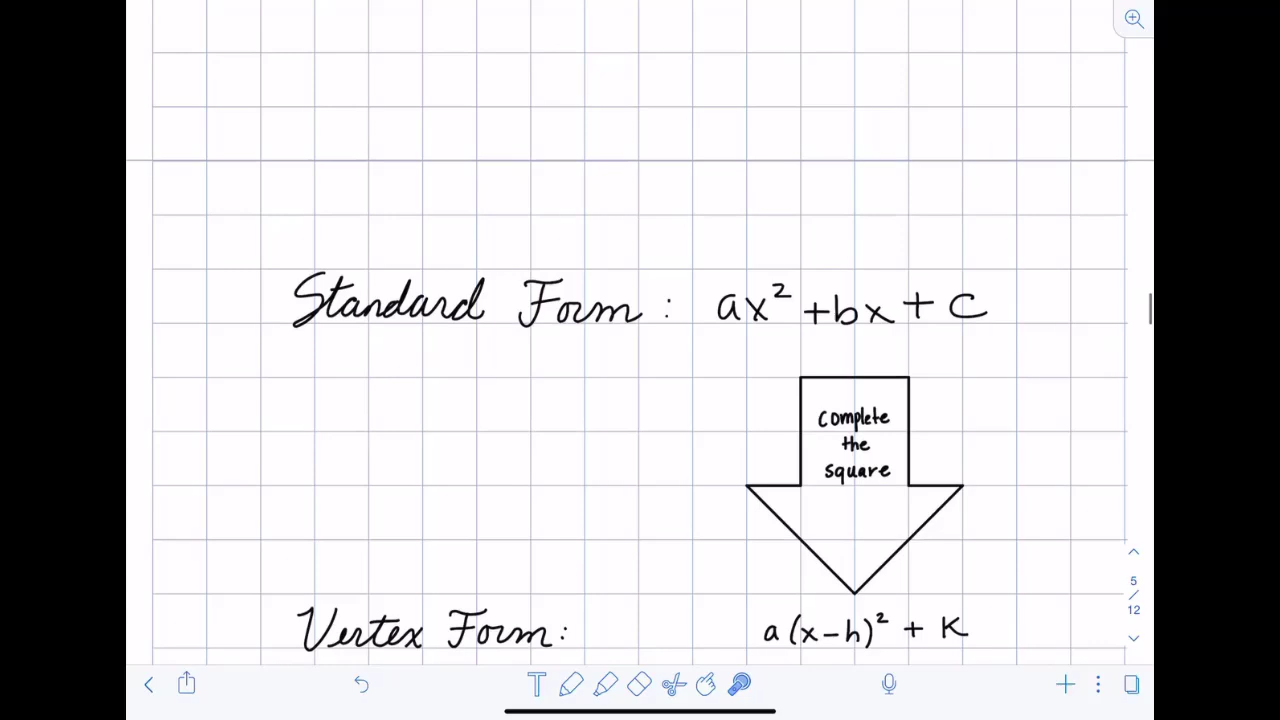 Standard Form: ax² + bx + c
complete
the
square
Vertex Form: a(x-h)² + K
5
/
12